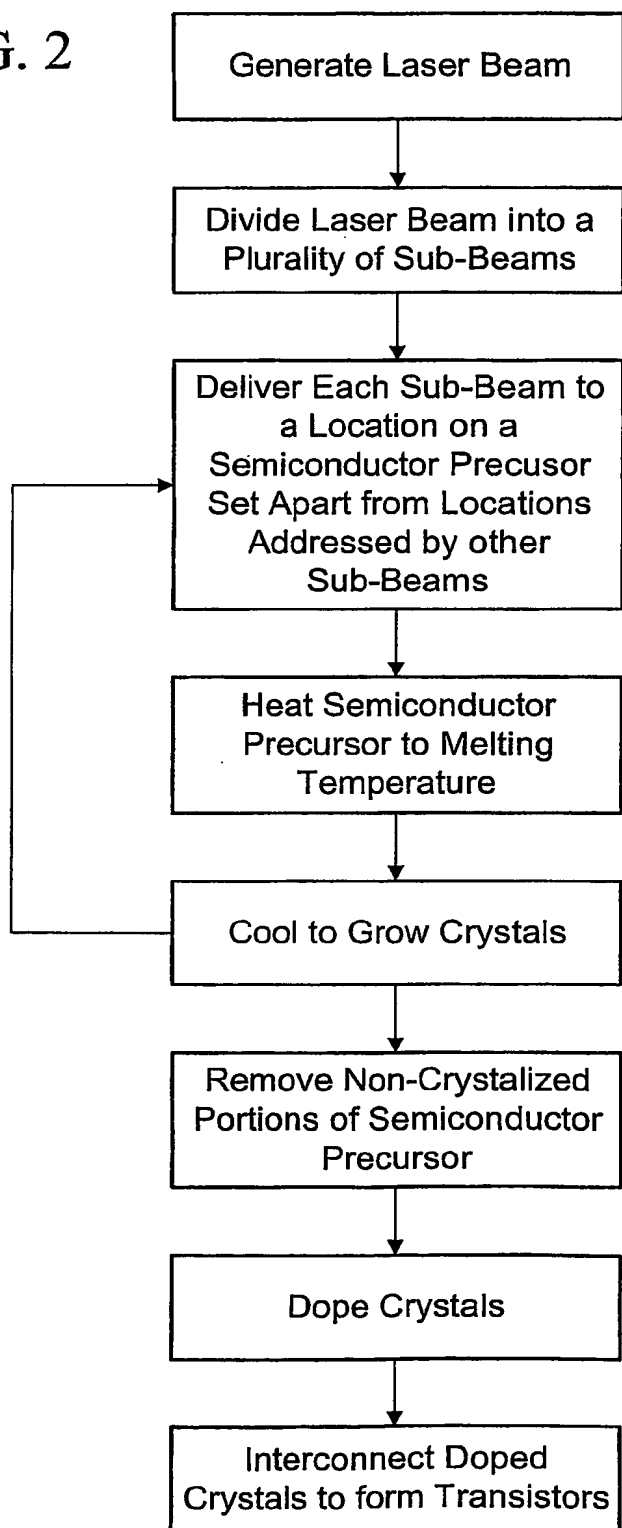 G. 2
Generate Laser Beam
Divide Laser Beam into a
Plurality of Sub-Beams
Deliver Each Sub-Beam to
a Location on a
Semiconductor Precusor
Set Apart from Locations
Addressed by other
Sub-Beams
Heat Semiconductor
Precursor to Melting
Temperature
Cool to Grow Crystals
Remove Non-Crystalized
Portions of Semiconductor
Precursor
Dope Crystals
Interconnect Doped
Crystals to form Transistors